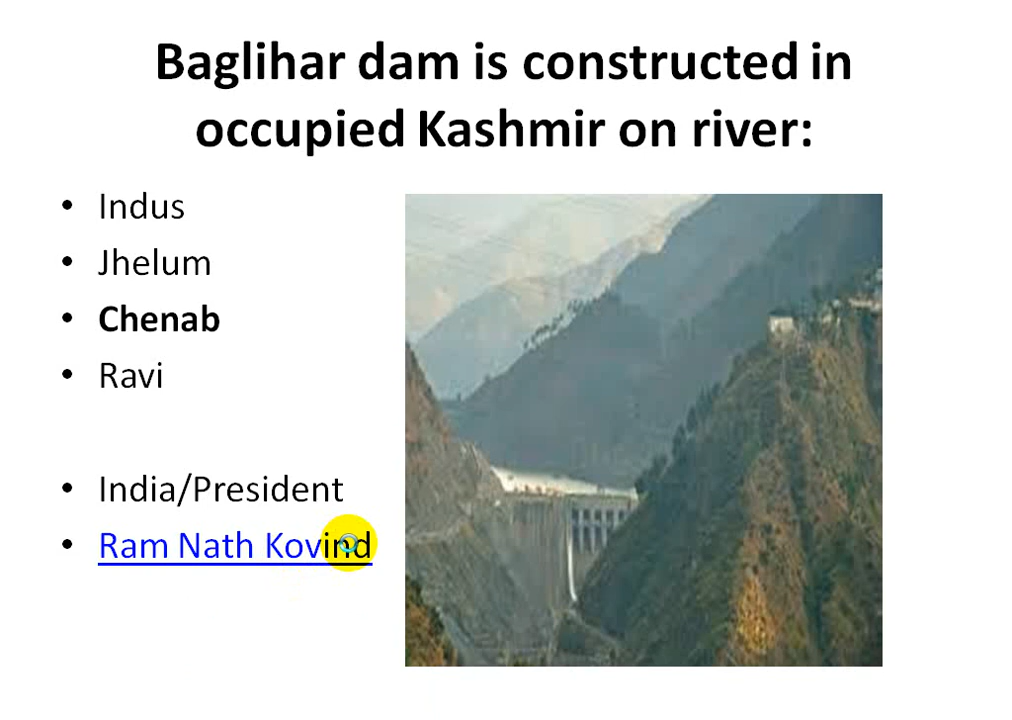 Baglihar dam is constructed in
occupied Kashmir on river:
• Indus
• Jhelum
• Chenab
• Ravi
• India/President
• Ram Nath Kovind